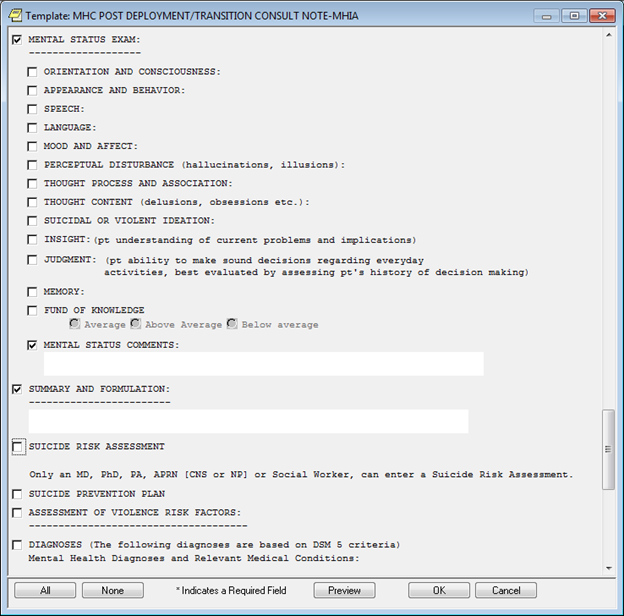 Template: MHC POST DEPLOYMENT/TRANSITION CONSULT NOTE-MHIA
MENTAL STATUS EXAM:
-------------------
ORIENTATION AND CONSCIOUSNESS:
APPEARANCE AND BEHAVIOR:
SPEECH:
LANGUAGE:
MOOD AND AFFECT:
PERCEPTUAL DISTURBANCE (hallucinations, illusions):
THOUGHT PROCESS AND ASSOCIATION:
THOUGHT CONTENT (delusions, obsessions etc.):
SUICIDAL OR VIOLENT IDEATION:
INSIGHT:(pt understanding of current problems and implications)
JUDGMENT: (pt ability to make sound decisions regarding everyday
activities, best evaluated by assessing pt's history of decision making)
MEMORY:
FUND OF KNOWLEDGE
Average Above Average Below average
MENTAL STATUS COMMENTS:
SUMMARY AND FORMULATION:
------------------------
SUICIDE RISK ASSESSMENT
Only an MD, PhD, PA, APRN [CNS or NP] or Social Worker, can enter a Suicide Risk Assessment.
SUICIDE PREVENTION PLAN
ASSESSMENT OF VIOLENCE RISK FACTORS:
-------------------------------------
DIAGNOSES (The following diagnoses are based on DSM 5 criteria)
Mental Health Diagnoses and Relevant Medical Conditions:
All None * Indicates a Required Field Preview OK Cancel